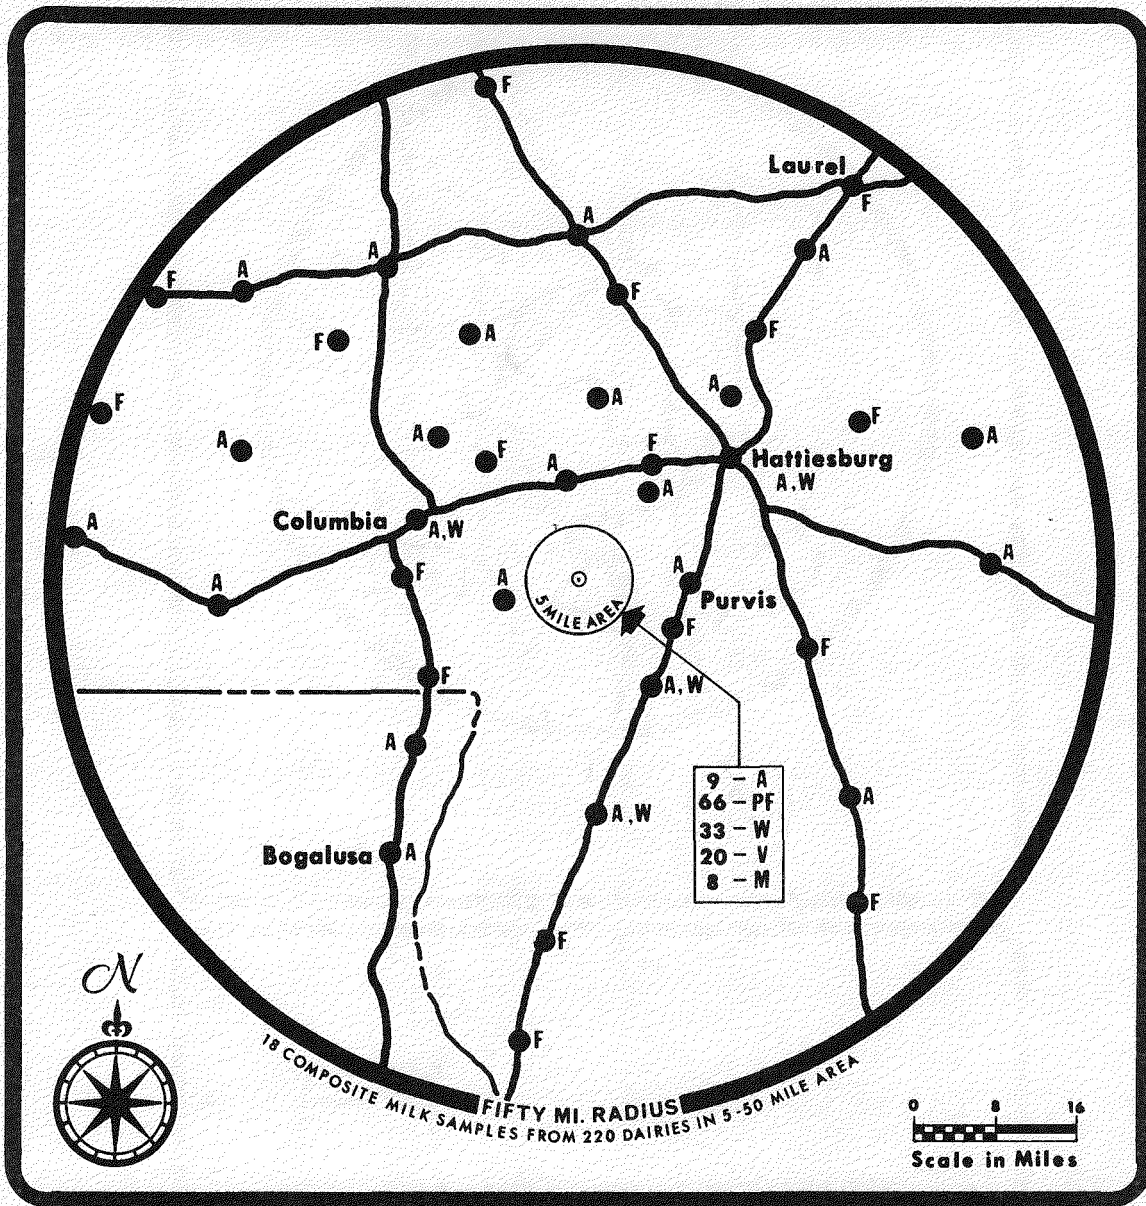 F
Laurel
F
A
A
A
F
A
A
F
F
F
A
A
A
F
F
A
A
A
F
F
A
Hattiesburg
A,W
A
Columbia
A,W
A
A
A
F
A
A
5 MILE AREA
Purvis
F
F
F
A,W
A
9 - A
66 - PF
33 - W
20 - V
8 - M
A
A,W
Bogalusa
A
F
F
N
F
18 COMPOSITE MILK SAMPLES FROM 220 DAIRIES IN 5-50 MILE AREA
FIFTY MI. RADIUS
0 8 16
Scale in Miles